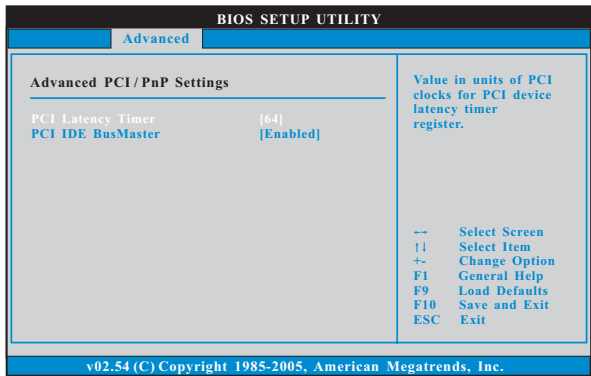 BIOS SETUP UTILITY
Advanced
Advanced PCI / PnP Settings
PCI Latency Timer [64]
PCI IDE BusMaster [Enabled]
Value in units of PCI
clocks for PCI device
latency timer
register.
←→ Select Screen
↑↓ Select Item
+- Change Option
F1 General Help
F9 Load Defaults
F10 Save and Exit
ESC Exit
v02.54 (C) Copyright 1985-2005, American Megatrends, Inc.